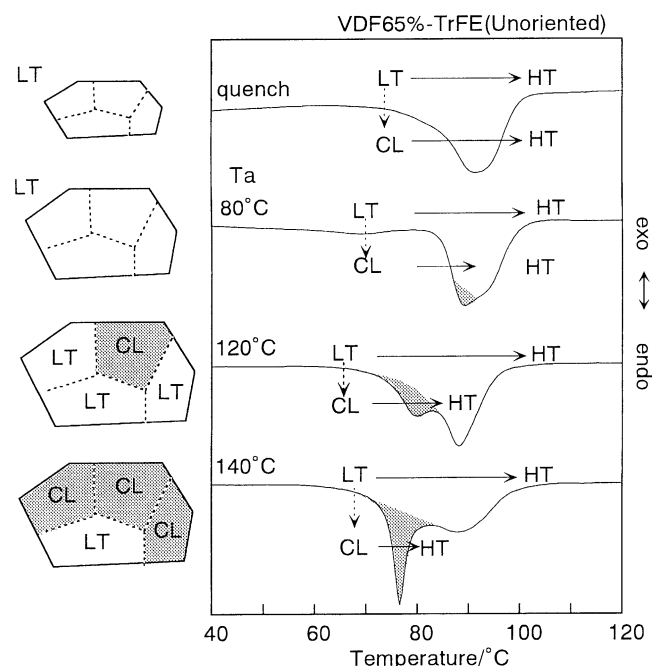 VDF65%-TrFE(Unoriented)
LT
quench
LT HT
CL HT
LT
Ta
80°C
LT HT
CL HT
exo
endo
LT CL LT
LT
120°C
LT HT
CL HT
CL CL CL
LT
140°C
LT HT
CL HT
40 60 80 100 120
Temperature/°C